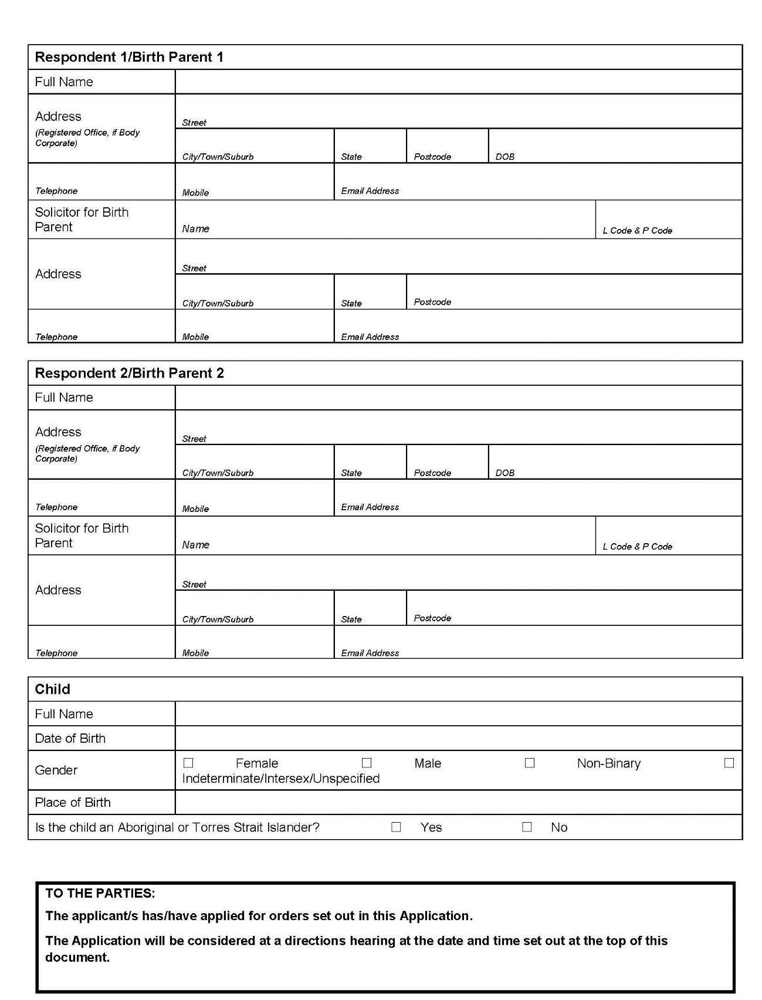 Respondent 1/Birth Parent 1
Full Name
Address
(Registered Office, if Body
Corporate)
Street
City/Town/Suburb State Postcode DOB
Telephone Mobile Email Address
Solicitor for Birth
Parent
Name L Code & P Code
Address
Street
City/Town/Suburb State Postcode
Telephone Mobile Email Address
Respondent 2/Birth Parent 2
Full Name
Address
(Registered Office, if Body
Corporate)
Street
City/Town/Suburb State Postcode DOB
Telephone Mobile Email Address
Solicitor for Birth
Parent
Name L Code & P Code
Address
Street
City/Town/Suburb State Postcode
Telephone Mobile Email Address
Child
Full Name
Date of Birth
Gender
☐ Female ☐ Male ☐ Non-Binary ☐
Indeterminate/Intersex/Unspecified
Place of Birth
Is the child an Aboriginal or Torres Strait Islander? ☐ Yes ☐ No
TO THE PARTIES:
The applicant/s has/have applied for orders set out in this Application.
The Application will be considered at a directions hearing at the date and time set out at the top of this
document.